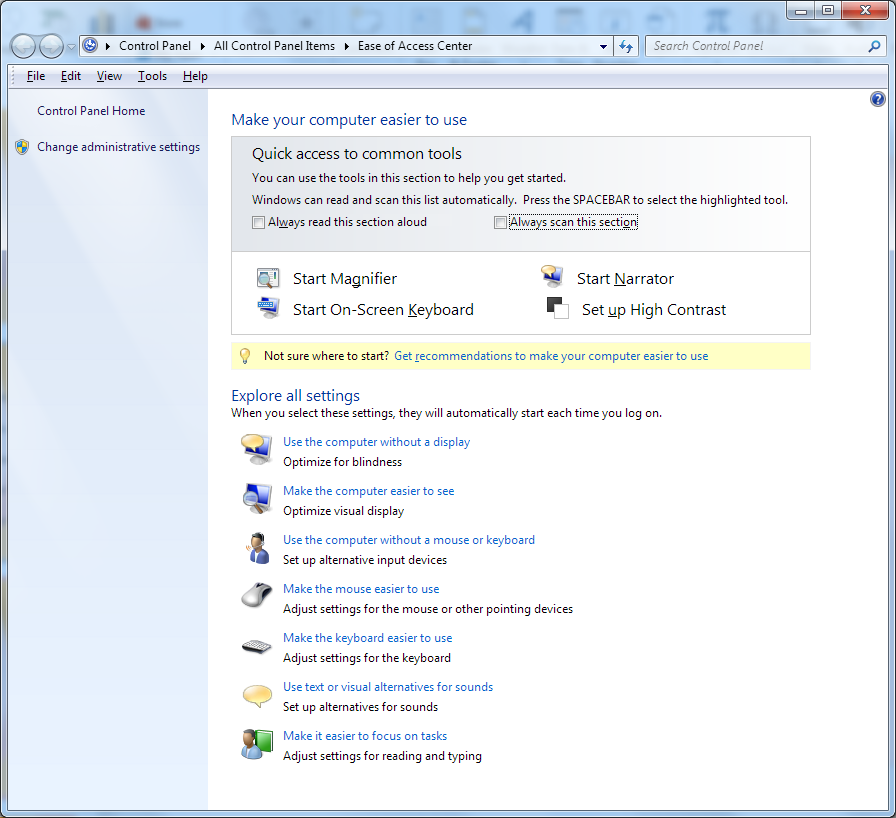 Control Panel ▸ All Control Panel Items ▸ Ease of Access Center
Search Control Panel
File Edit View Tools Help
Control Panel Home
Change administrative settings
Make your computer easier to use
Quick access to common tools
You can use the tools in this section to help you get started.
Windows can read and scan this list automatically.  Press the SPACEBAR to select the highlighted tool.
Always read this section aloud
Always scan this section
Start Magnifier
Start Narrator
Start On-Screen Keyboard
Set up High Contrast
Not sure where to start? Get recommendations to make your computer easier to use
Explore all settings
When you select these settings, they will automatically start each time you log on.
Use the computer without a display
Optimize for blindness
Make the computer easier to see
Optimize visual display
Use the computer without a mouse or keyboard
Set up alternative input devices
Make the mouse easier to use
Adjust settings for the mouse or other pointing devices
Make the keyboard easier to use
Adjust settings for the keyboard
Use text or visual alternatives for sounds
Set up alternatives for sounds
Make it easier to focus on tasks
Adjust settings for reading and typing